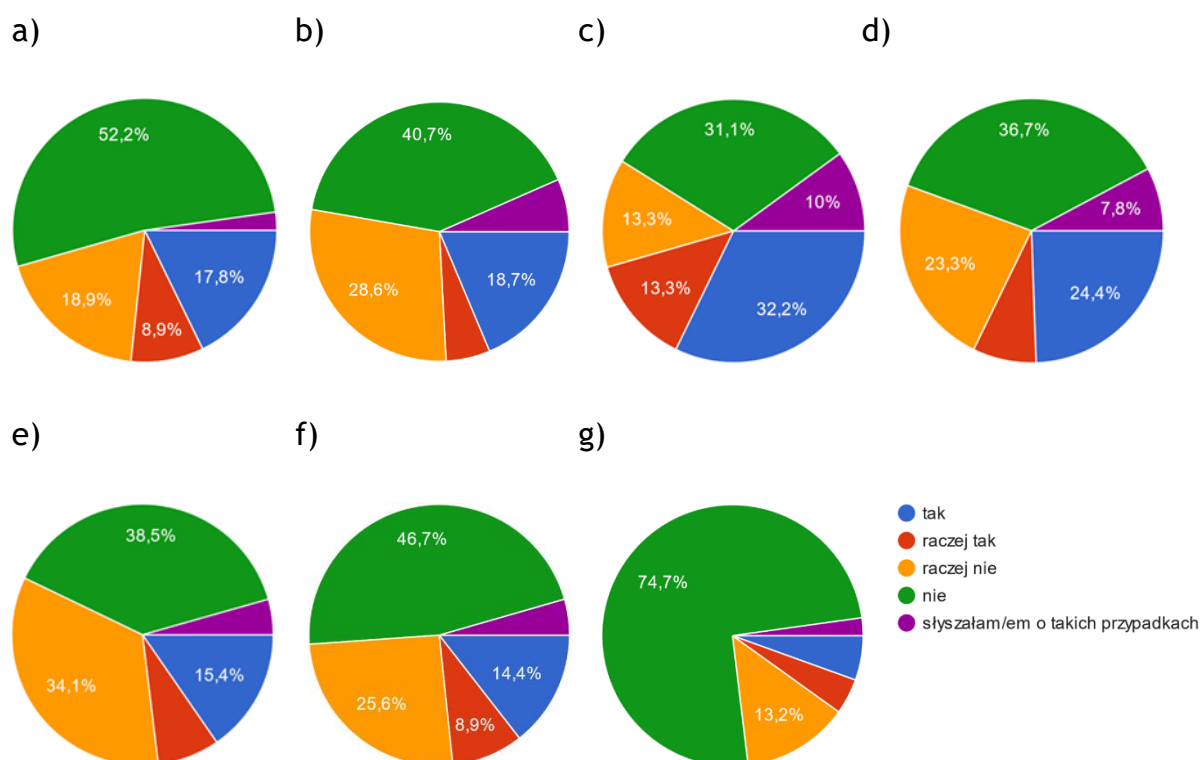 a)
b)
c)
d)
52,2%
18,9%
8,9%
17,8%
40,7%
28,6%
18,7%
31,1%
13,3%
13,3%
32,2%
10%
36,7%
23,3%
24,4%
7,8%
e)
f)
g)
38,5%
34,1%
15,4%
46,7%
25,6%
8,9%
14,4%
74,7%
13,2%
tak
raczej tak
raczej nie
nie
słyszałam/em o takich przypadkach